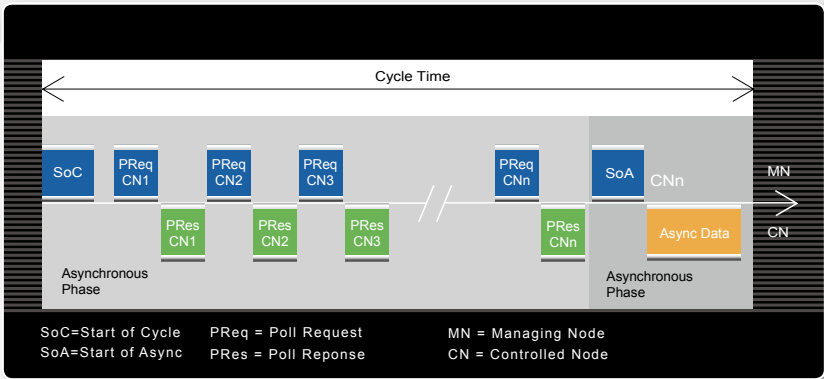 Cycle Time
SoC
PReq
CN1
PReq
CN2
PReq
CN3
PReq
CNn
SoA
CNn
MN
PRes
CN1
PRes
CN2
PRes
CN3
PRes
CNn
Async Data
CN
Asynchronous
Phase
Asynchronous
Phase
SoC=Start of Cycle
PReq = Poll Request
MN = Managing Node
SoA=Start of Async
PRes = Poll Reponse
CN = Controlled Node